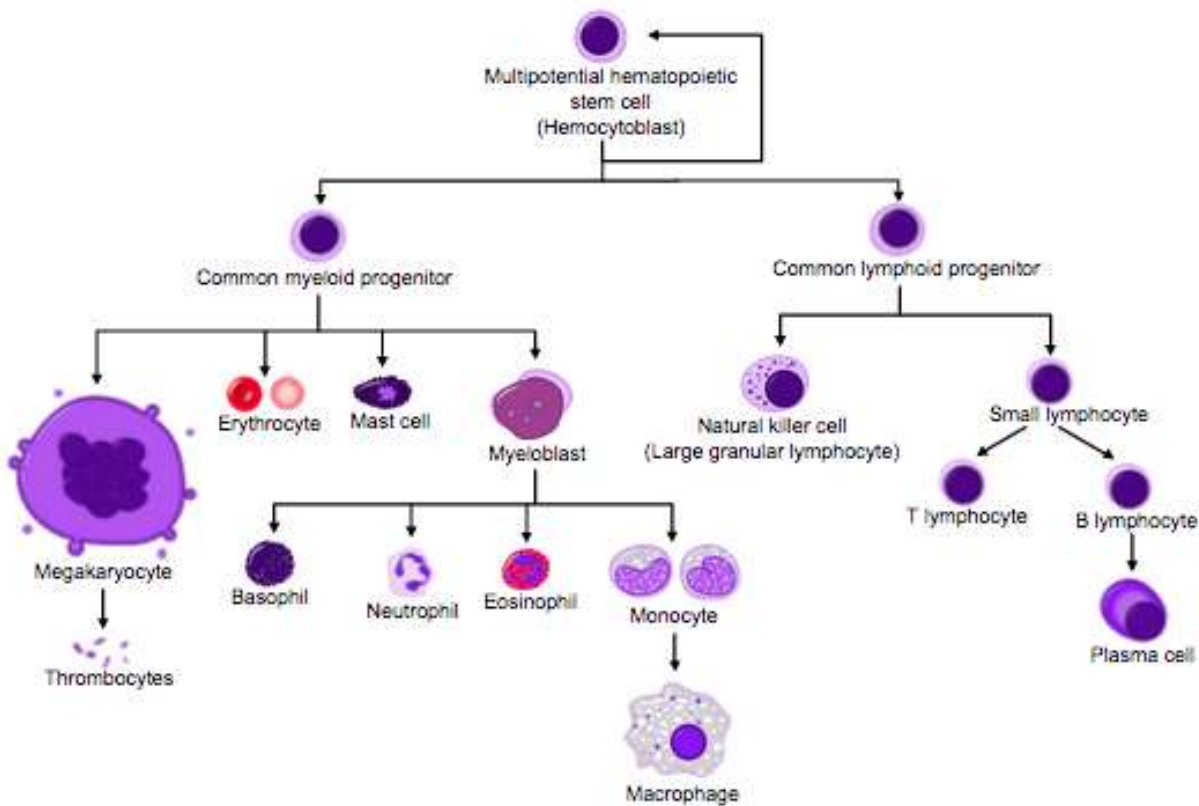 Multipotential hematopoietic
stem cell
(Hemocytoblast)
Common myeloid progenitor
Common lymphoid progenitor
Erythrocyte
Mast cell
Myeloblast
Natural killer cell
(Large granular lymphocyte)
Small lymphocyte
T lymphocyte
B lymphocyte
Megakaryocyte
Basophil
Neutrophil
Eosinophil
Monocyte
Plasma cell
Thrombocytes
Macrophage